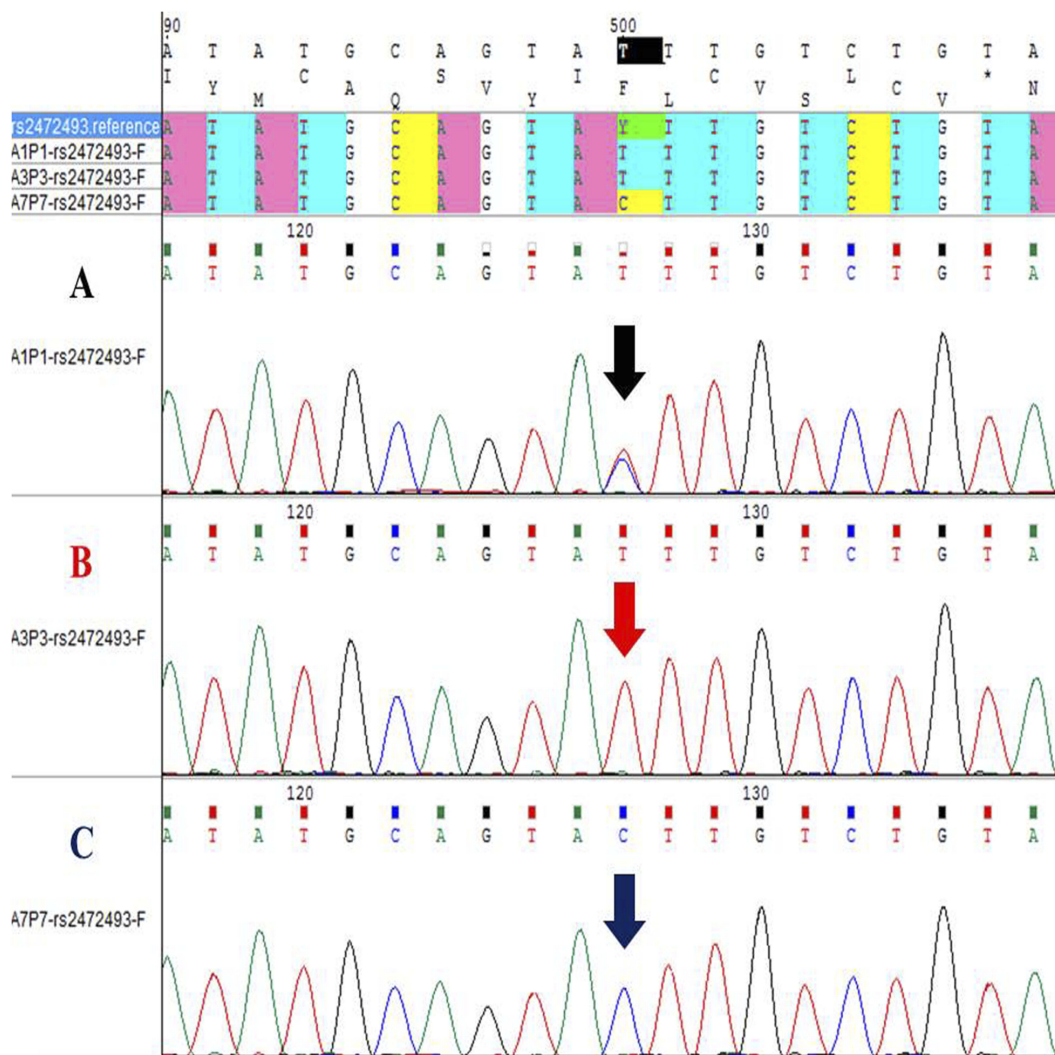 90 500
A T A T G C A G T A T T T G T C T G T A
I C S I C L *
Y A V F V C N
M Q Y L S V
rs2472493.reference A T A T G C A G T A Y T T G T C T G T A
A1P1-rs2472493-F A T A T G C A G T A T T T G T C T G T A
A3P3-rs2472493-F A T A T G C A G T A T T T G T C T G T A
A7P7-rs2472493-F A T A T G C A G T A C T T G T C T G T A
120 130
A T A T G C A G T A T T T G T C T G T A
A
A1P1-rs2472493-F
120 130
A T A T G C A G T A T T T G T C T G T A
B
A3P3-rs2472493-F
120 130
A T A T G C A G T A C T T G T C T G T A
C
A7P7-rs2472493-F